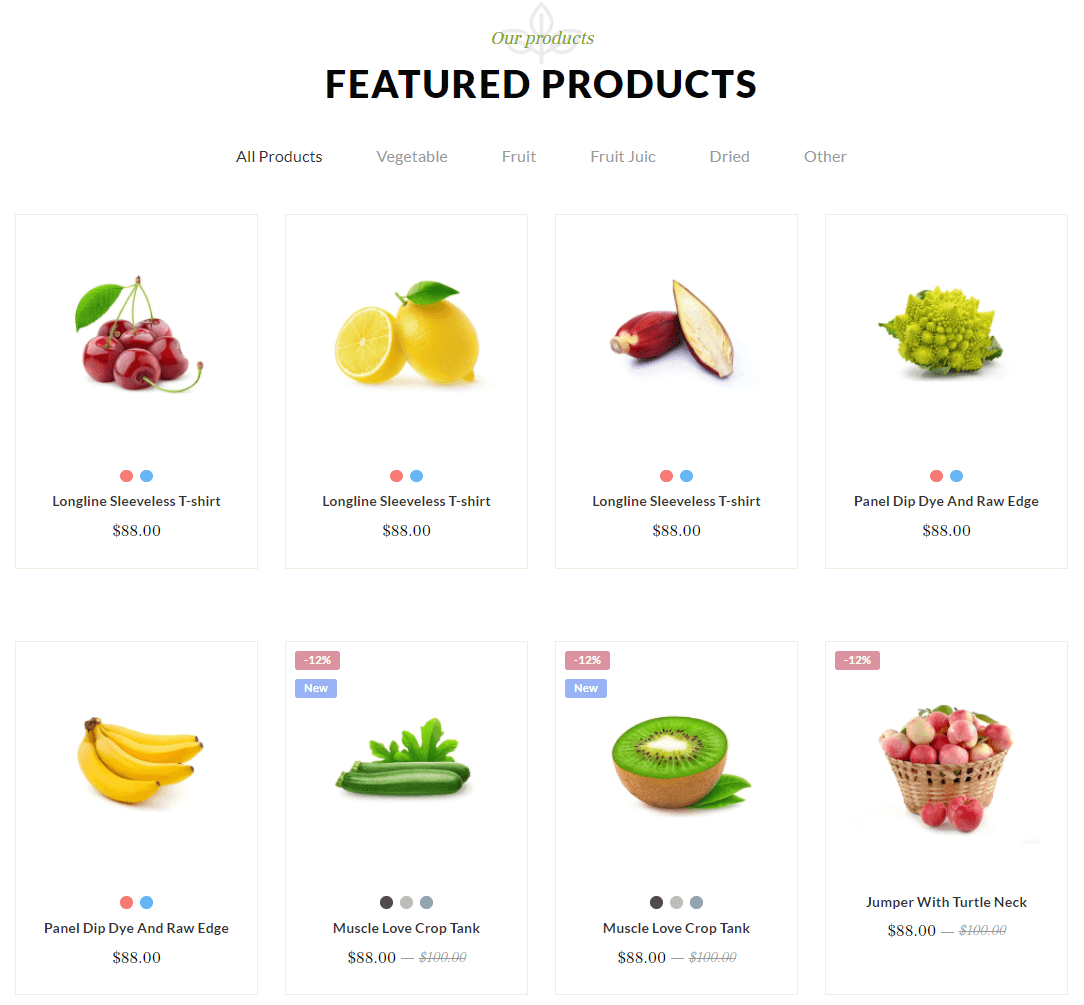 Our products
FEATURED PRODUCTS
All Products Vegetable Fruit Fruit Juic Dried Other
Longline Sleeveless T-shirt
$88.00
Longline Sleeveless T-shirt
$88.00
Longline Sleeveless T-shirt
$88.00
Panel Dip Dye And Raw Edge
$88.00
Panel Dip Dye And Raw Edge
$88.00
-12%
New
Muscle Love Crop Tank
$88.00 — $100.00
-12%
New
Muscle Love Crop Tank
$88.00 — $100.00
-12%
Jumper With Turtle Neck
$88.00 — $100.00